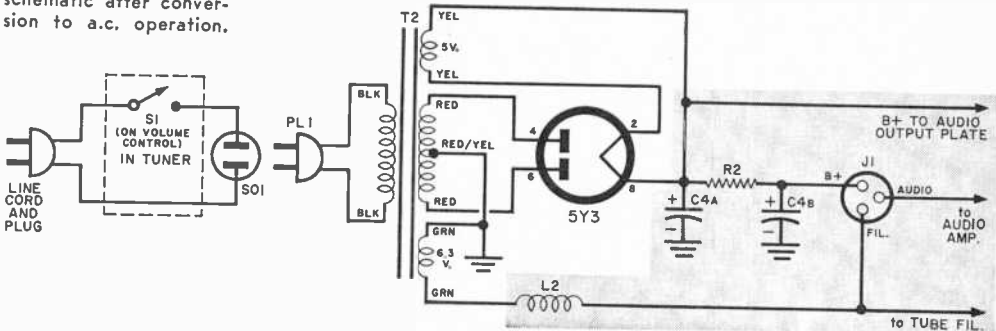 schematic after conver-
sion to a.c. operation.
T2
YEL
5V.
YEL
BLK
BLK
RED
RED/YEL
RED
GRN
6.3
V.
GRN
S1
(ON VOLUME
CONTROL)
IN TUNER
LINE
CORD
AND
PLUG
SO1
PL1
4
6
2
8
5Y3
B+ TO AUDIO
OUTPUT PLATE
R2
+
C4A
-
+
C4B
-
B+
J1
AUDIO
FIL.
to
AUDIO
AMP.
L2
to TUBE FIL.